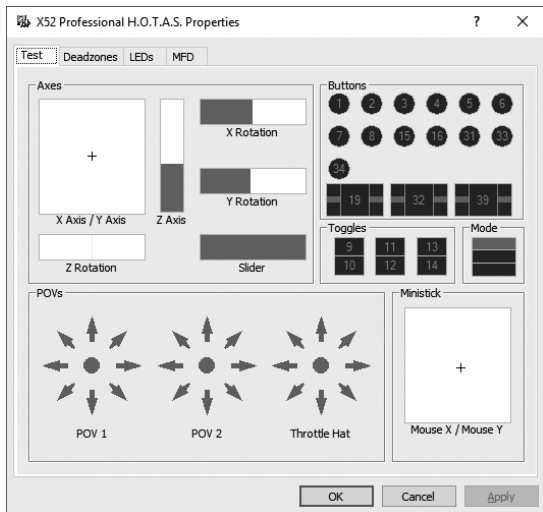 X52 Professional H.O.T.A.S. Properties
Test Deadzones LEDs MFD
Axes
X Axis / Y Axis
Z Axis
X Rotation
Y Rotation
Z Rotation
Slider
Buttons
1 2 3 4 5 6
7 8 15 16 31 33
34
19 32 39
Toggles
9 11 13
10 12 14
Mode
POVs
POV 1
POV 2
Throttle Hat
Ministick
Mouse X / Mouse Y
OK Cancel Apply